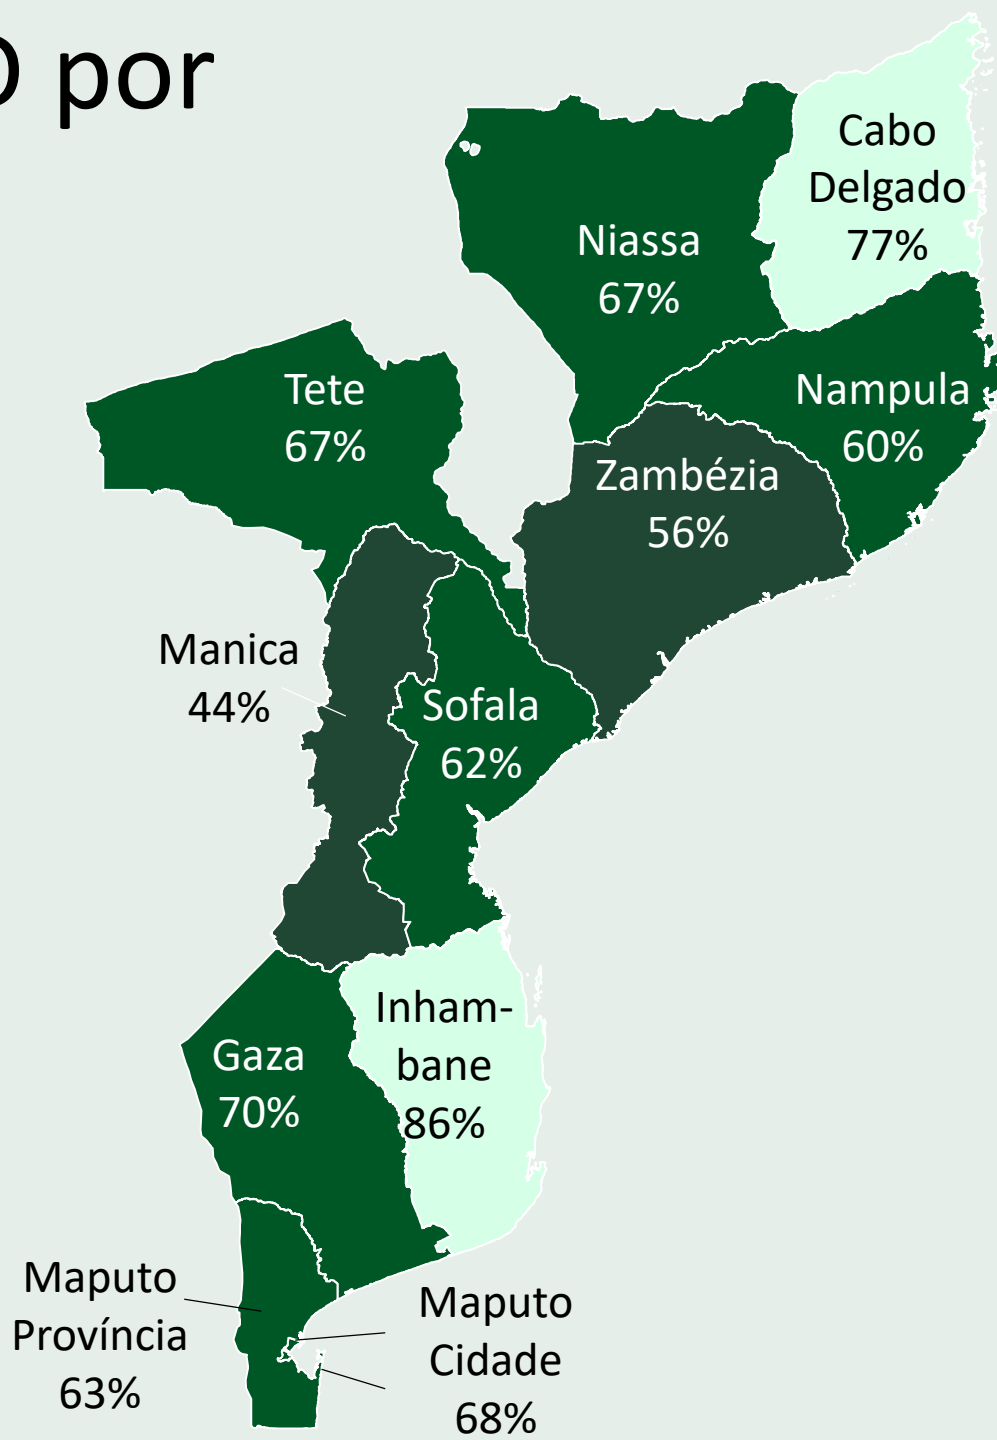 por
Cabo
Delgado
77%
Niassa
67%
Tete
67%
Nampula
60%
Zambézia
56%
Manica
44%
Sofala
62%
Inham-
bane
86%
Gaza
70%
Maputo
Província
63%
Maputo
Cidade
68%